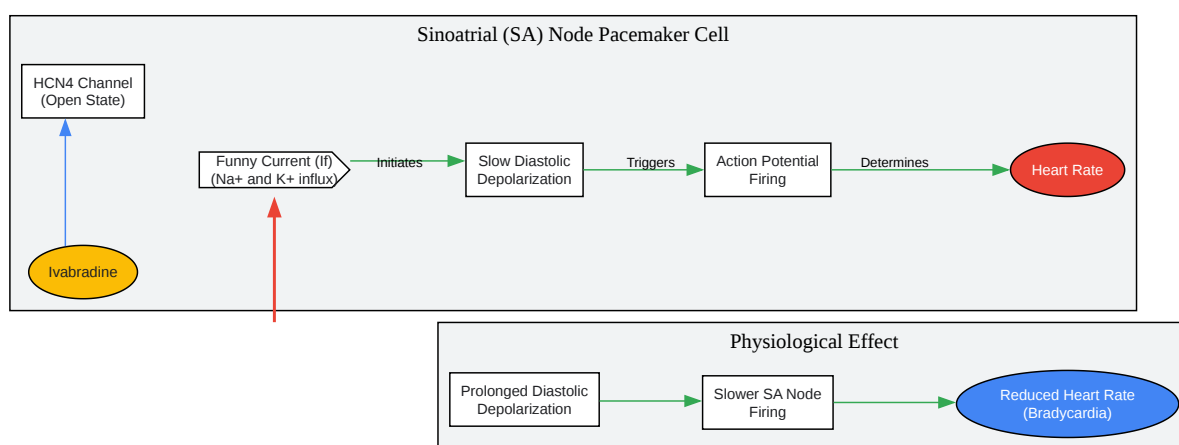 Sinoatrial (SA) Node Pacemaker Cell
HCN4 Channel
(Open State)
Funny Current (If)
(Na+ and K+ influx)
Initiates
Slow Diastolic
Depolarization
Triggers
Action Potential
Firing
Determines
Heart Rate
Ivabradine
Physiological Effect
Prolonged Diastolic
Depolarization
Slower SA Node
Firing
Reduced Heart Rate
(Bradycardia)